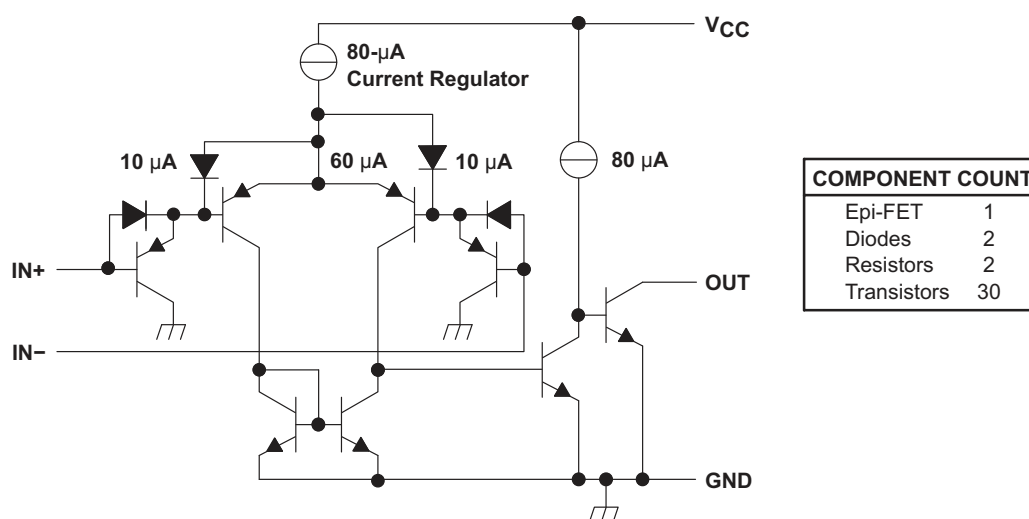 VCC
80-µA
Current Regulator
10 µA
60 µA
10 µA
80 µA
IN+
OUT
IN−
GND
COMPONENT COUNT
Epi-FET 1
Diodes 2
Resistors 2
Transistors 30